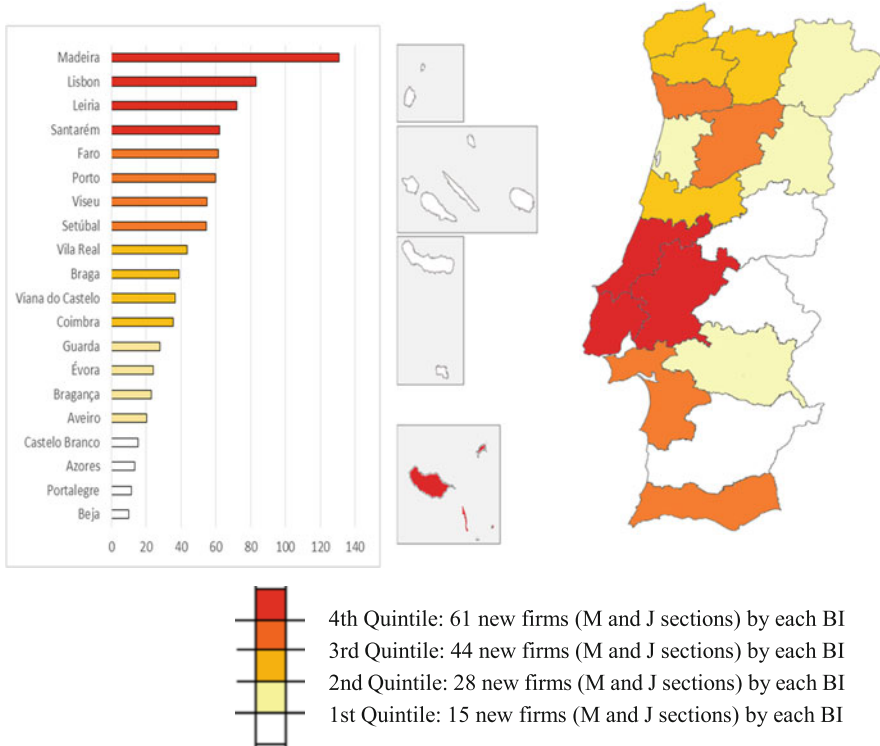 Madeira
Lisbon
Leiria
Santarém
Faro
Porto
Viseu
Setúbal
Vila Real
Braga
Viana do Castelo
Coimbra
Guarda
Évora
Bragança
Aveiro
Castelo Branco
Azores
Portalegre
Beja
0 20 40 60 80 100 120 140
4th Quintile: 61 new firms (M and J sections) by each BI
3rd Quintile: 44 new firms (M and J sections) by each BI
2nd Quintile: 28 new firms (M and J sections) by each BI
1st Quintile: 15 new firms (M and J sections) by each BI